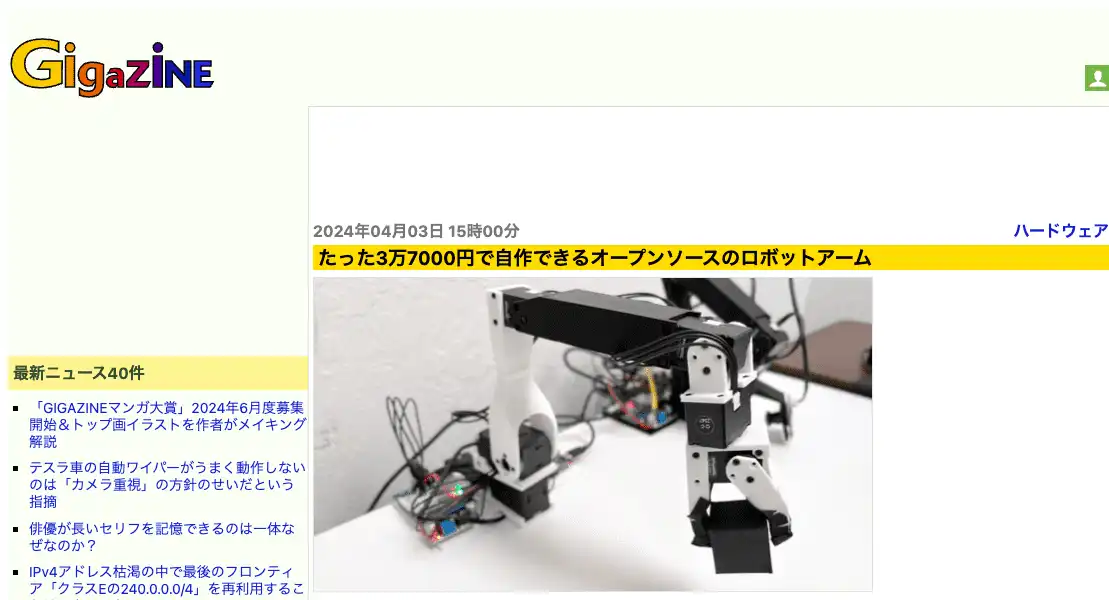 GigaZiNE
2024年04月03日 15時00分
ハードウェア
たった3万7000円で自作できるオープンソースのロボットアーム
最新ニュース40件
「GIGAZINEマンガ大賞」2024年6月度募集
開始＆トップ画イラストを作者がメイキング
解説
テスラ車の自動ワイパーがうまく動作しない
のは「カメラ重視」の方針のせいだという
指摘
俳優が長いセリフを記憶できるのは一体な
ぜなのか？
IPv4アドレス枯渇の中で最後のフロンティ
ア「クラスEの240.0.0.0/4」を再利用するこ